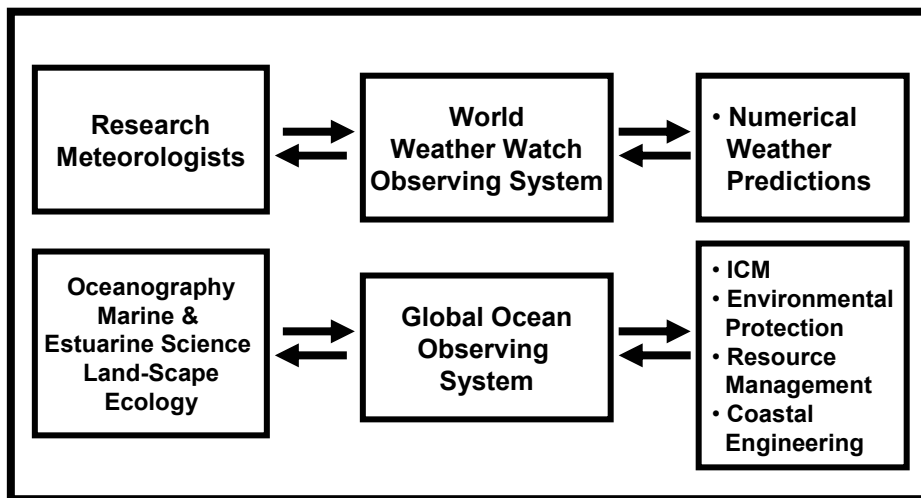 Research
Meteorologists
World
Weather Watch
Observing System
• Numerical
Weather
Predictions
Oceanography
Marine &
Estuarine Science
Land-Scape
Ecology
Global Ocean
Observing
System
• ICM
• Environmental
Protection
• Resource
Management
• Coastal
Engineering